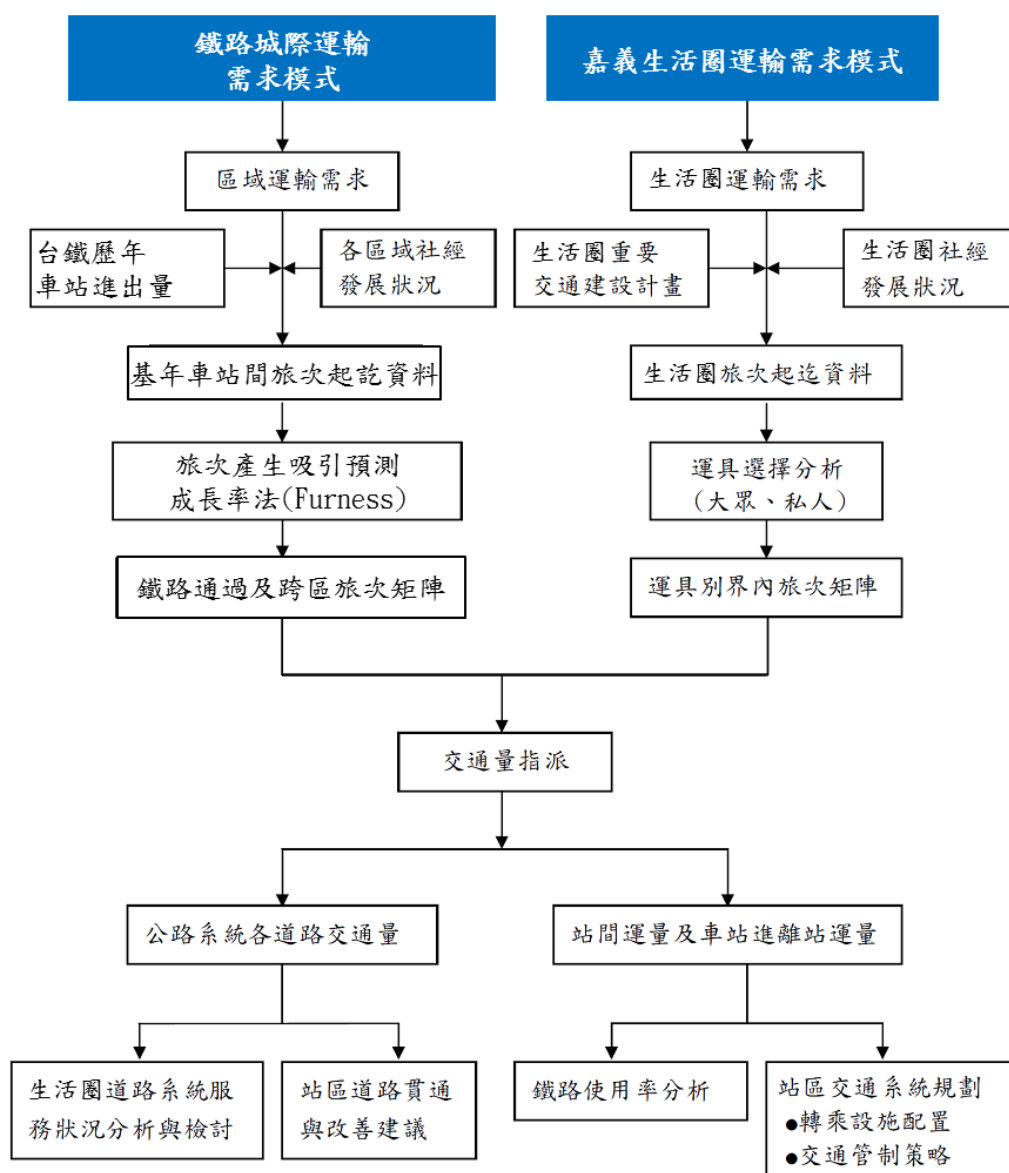 鐵路城際運輸
需求模式
嘉義生活圈運輸需求模式
區域運輸需求
生活圈運輸需求
台鐵歷年
車站進出量
各區域社經
發展狀況
生活圈重要
交通建設計畫
生活圈社經
發展狀況
基年車站間旅次起訖資料
生活圈旅次起迄資料
旅次產生吸引預測
成長率法(Furness)
運具選擇分析
(大眾、私人)
鐵路通過及跨區旅次矩陣
運具別界內旅次矩陣
交通量指派
公路系統各道路交通量
站間運量及車站進離站運量
生活圈道路系統服
務狀況分析與檢討
站區道路貫通
與改善建議
鐵路使用率分析
站區交通系統規劃
●轉乘設施配置
●交通管制策略